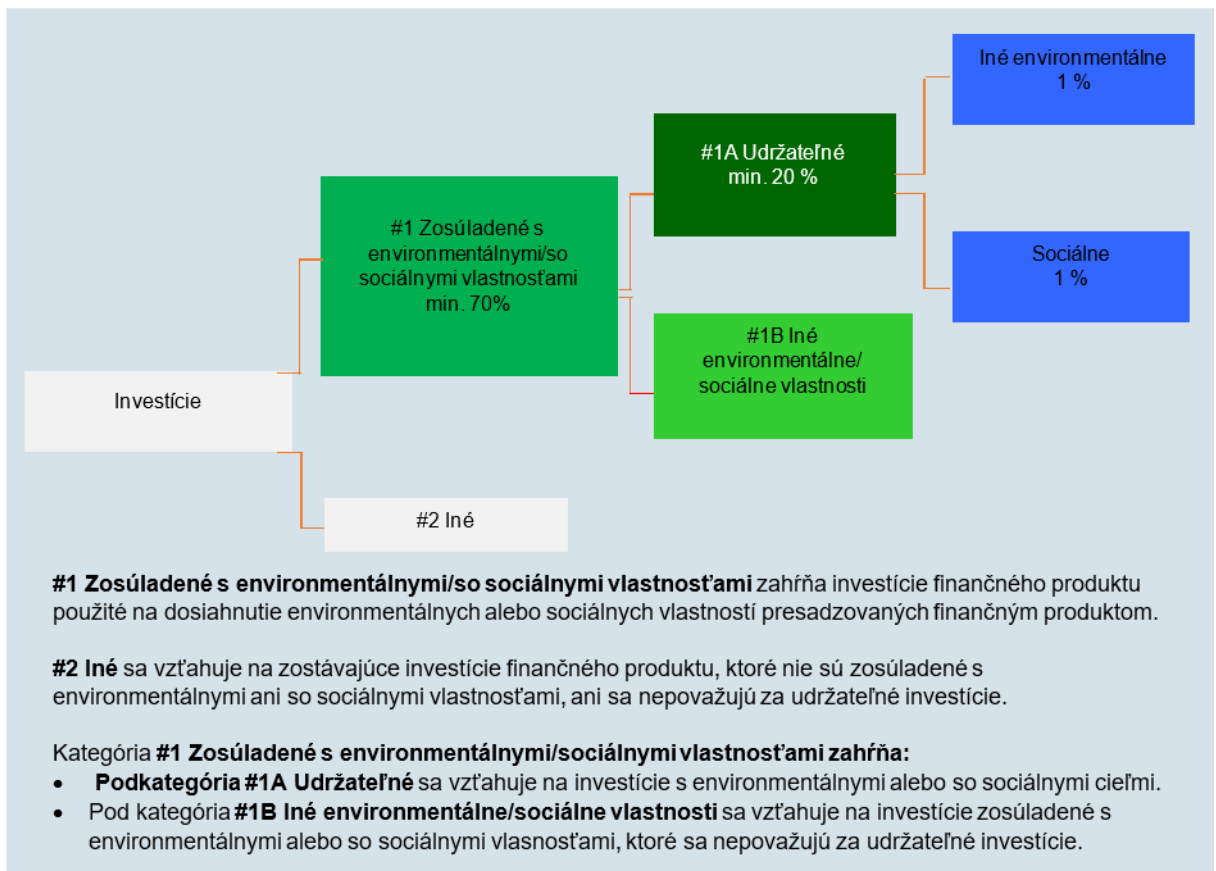 Iné environmentálne
1 %
#1A Udržateľné
min. 20 %
#1 Zosúladené s
environmentálnymi/so
sociálnymi vlastnosťami
min. 70%
Sociálne
1 %
#1B Iné
environmentálne/
sociálne vlastnosti
Investície
#2 Iné
#1 Zosúladené s environmentálnymi/so sociálnymi vlastnosťami zahŕňa investície finančného produktu
použité na dosiahnutie environmentálnych alebo sociálnych vlastností presadzovaných finančným produktom.
#2 Iné sa vzťahuje na zostávajúce investície finančného produktu, ktoré nie sú zosúladené s
environmentálnymi ani so sociálnymi vlastnosťami, ani sa nepovažujú za udržateľné investície.
Kategória #1 Zosúladené s environmentálnymi/sociálnymi vlastnosťami zahŕňa:
• Podkategória #1A Udržateľné sa vzťahuje na investície s environmentálnymi alebo so sociálnymi cieľmi.
• Pod kategória #1B Iné environmentálne/sociálne vlastnosti sa vzťahuje na investície zosúladené s
environmentálnymi alebo so sociálnymi vlasnosťami, ktoré sa nepovažujú za udržateľné investície.